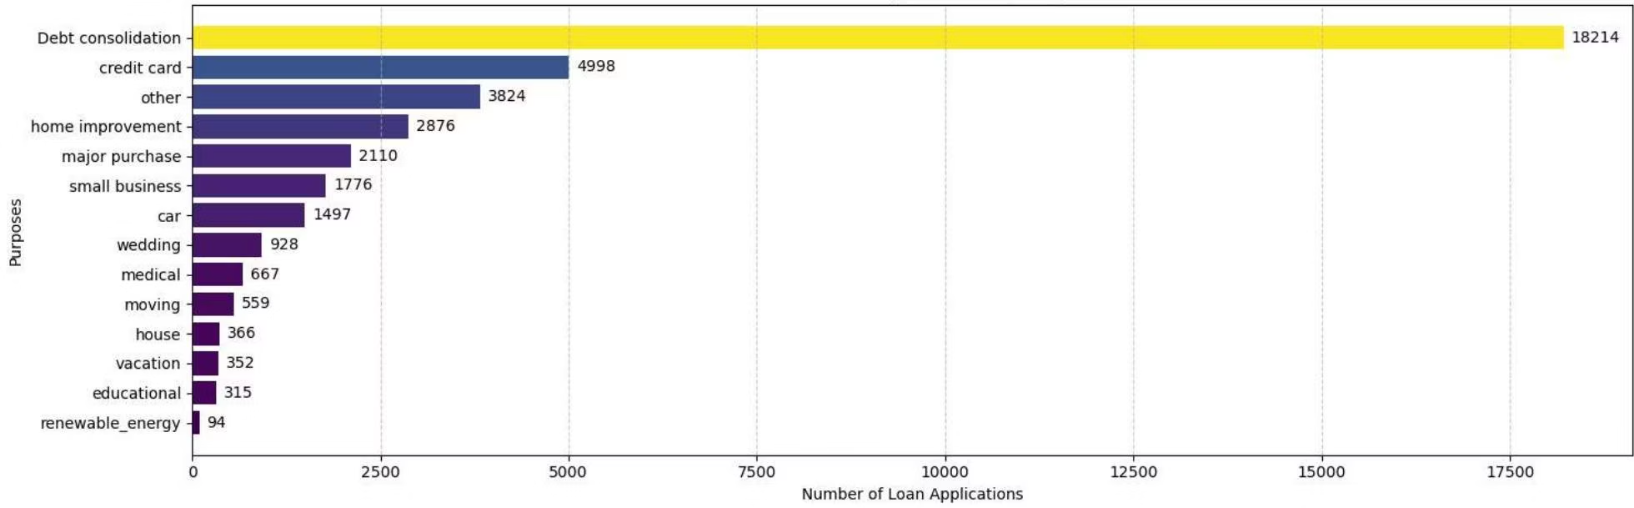 Debt consolidation 18214
credit card 4998
other 3824
home improvement 2876
major purchase 2110
small business 1776
car 1497
wedding 928
medical 667
moving 559
house 366
vacation 352
educational 315
renewable_energy 94
Purposes
0 2500 5000 7500 10000 12500 15000 17500
Number of Loan Applications